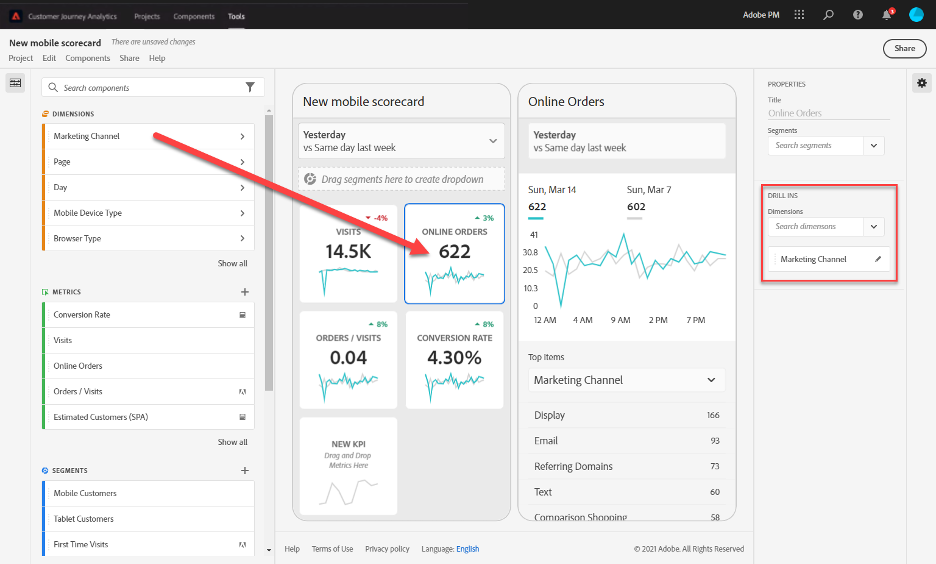 Customer Journey Analytics
Projects
Components
Tools
Adobe PM
3
New mobile scorecard
There are unsaved changes
Project
Edit
Components
Share
Help
Share
Search components
DIMENSIONS
Marketing Channel
Page
Day
Mobile Device Type
Browser Type
Show all
METRICS
Conversion Rate
Visits
Online Orders
Orders / Visits
Estimated Customers (SPA)
Show all
SEGMENTS
Mobile Customers
Tablet Customers
First Time Visits
New mobile scorecard
Yesterday
vs Same day last week
Drag segments here to create dropdown
-4%
VISITS
14.5K
3%
ONLINE ORDERS
622
8%
ORDERS / VISITS
0.04
8%
CONVERSION RATE
4.30%
NEW KPI
Drag and Drop
Metrics Here
Online Orders
Yesterday
vs Same day last week
Sun, Mar 14
622
Sun, Mar 7
602
41
30.8
20.5
10.3
0
12 AM
4 AM
9 AM
2 PM
7 PM
Top items
Marketing Channel
Display 166
Email 93
Referring Domains 73
Text 60
Comparison Shopping 58
PROPERTIES
Title
Online Orders
Segments
Search segments
DRILL INS
Dimensions
Search dimensions
Marketing Channel
Help
Terms of Use
Privacy policy
Language: English
© 2021 Adobe. All Rights Reserved